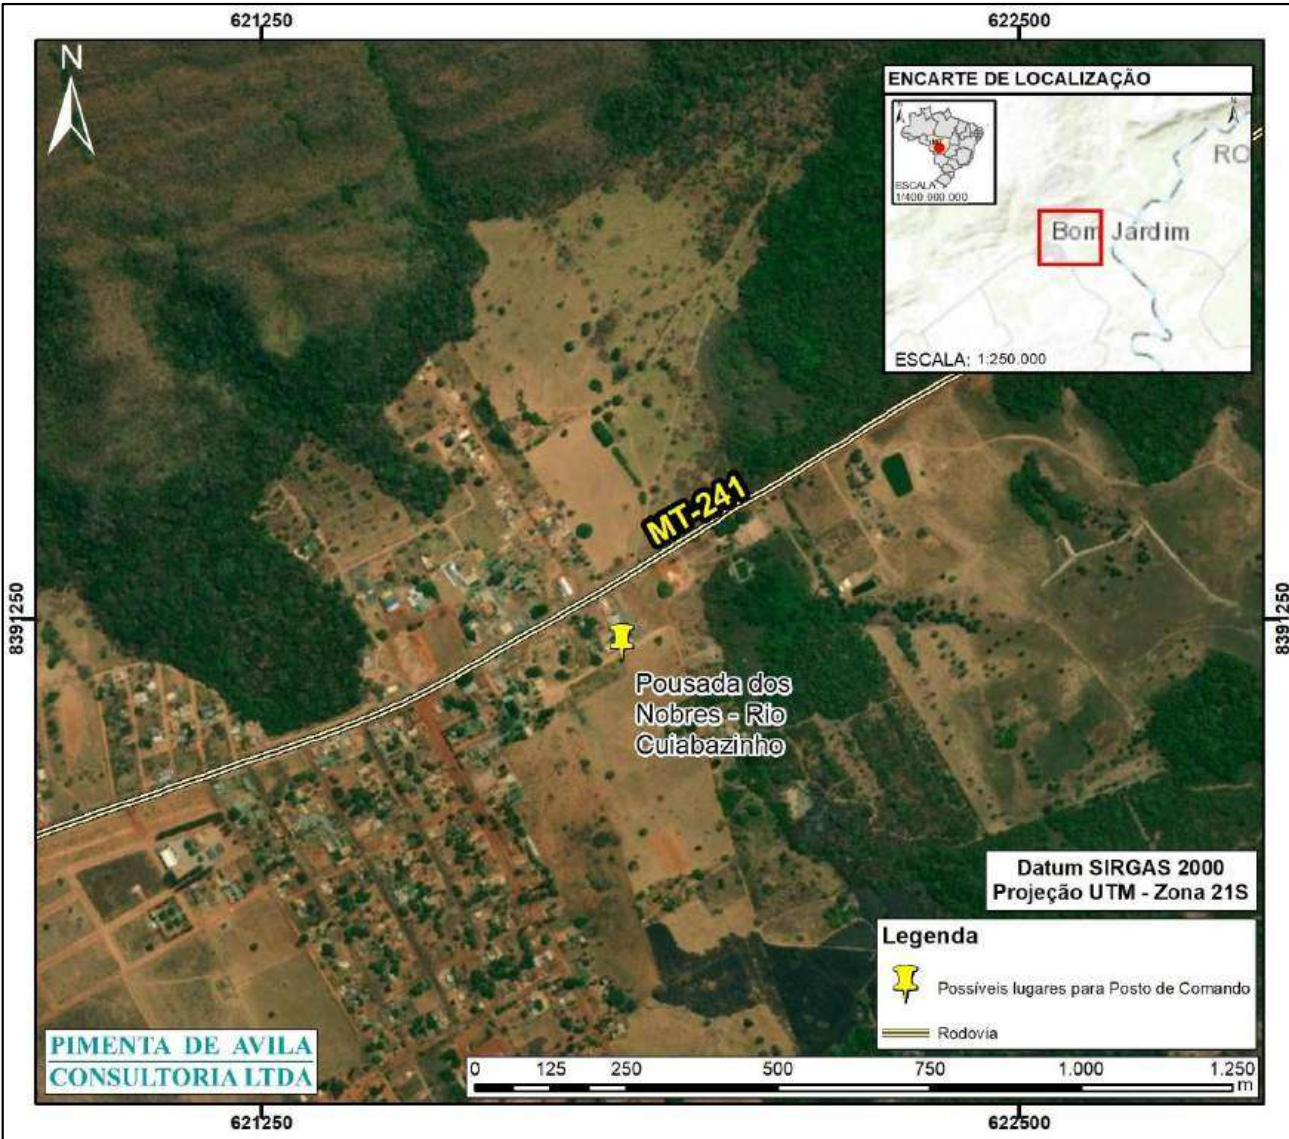 621250
622500
N
ENCARTE DE LOCALIZAÇÃO
ESCALA:
1/400.000.000
RO
Bom Jardim
ESCALA: 1:250.000
MT-241
8391250
8391250
Pousada dos
Nobres - Rio
Cuiabazinho
Datum SIRGAS 2000
Projeção UTM - Zona 21S
Legenda
Possíveis lugares para Posto de Comando
Rodovia
PIMENTA DE AVILA
CONSULTORIA LTDA
0 125 250 500 750 1.000 1.250
m
621250
622500